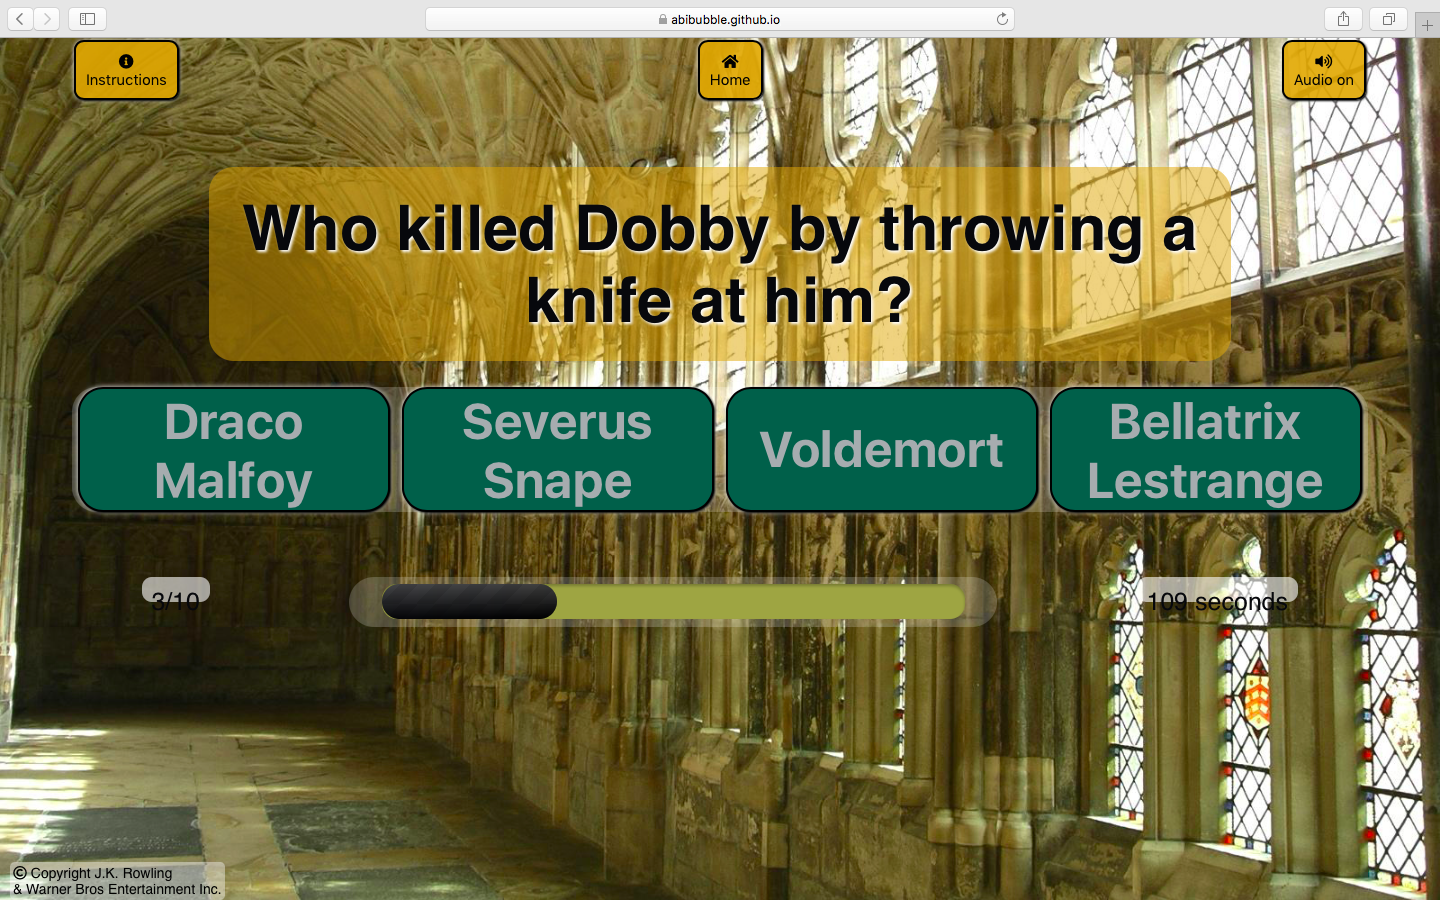 abibubble.github.io
Instructions
Home
Audio on
Who killed Dobby by throwing a
knife at him?
Draco
Malfoy
Severus
Snape
Voldemort
Bellatrix
Lestrange
3/10
109 seconds
© Copyright J.K. Rowling
& Warner Bros Entertainment Inc.